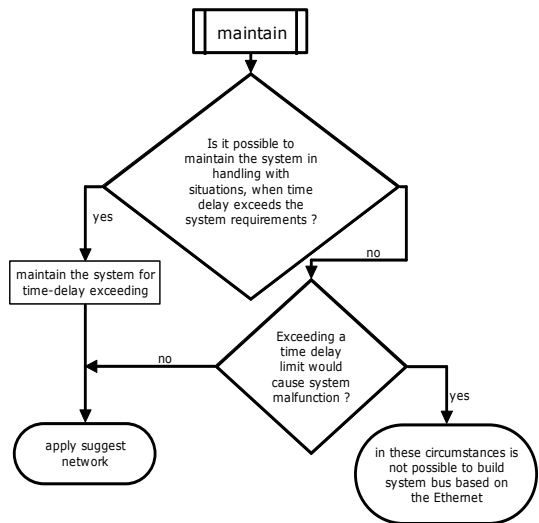 maintain
Is it possible to
maintain the system in
handling with
situations, when time
delay exceeds the
system requirements ?
yes
no
maintain the system for
time-delay exceeding
Exceeding a
time delay
limit would
cause system
malfunction ?
no
yes
apply suggest
network
in these circumstances is
not possible to build
system bus based on
the Ethernet